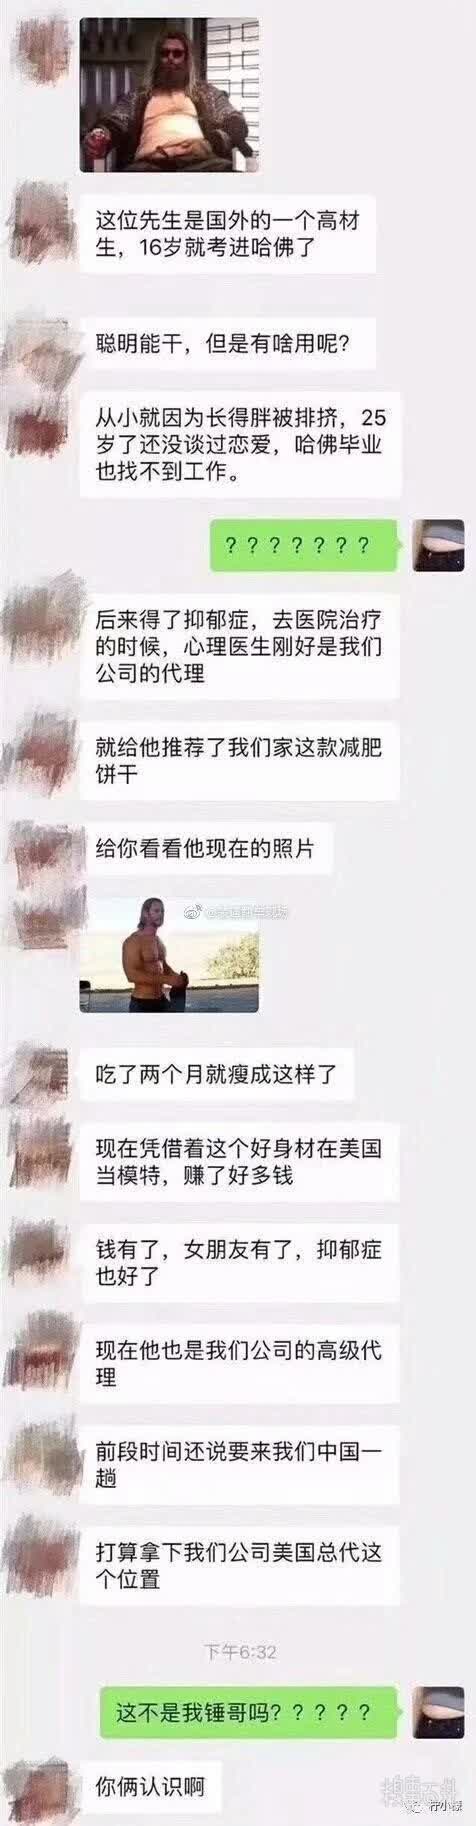 这位先生是国外的一个高材
生，16岁就考进哈佛了
聪明能干，但是有啥用呢？
从小就因为长得胖被排挤，25
岁了还没谈过恋爱，哈佛毕业
也找不到工作。
？？？？？？？
后来得了抑郁症，去医院治疗
的时候，心理医生刚好是我们
公司的代理
就给他推荐了我们家这款减肥
饼干
给你看看他现在的照片
吃了两个月就瘦成这样了
现在凭借着这个好身材在美国
当模特，赚了好多钱
钱有了，女朋友有了，抑郁症
也好了
现在他也是我们公司的高级代
理
前段时间还说要来我们中国一
趟
打算拿下我们公司美国总代这
个位置
下午6:32
这不是我锤哥吗？？？？？
你俩认识啊